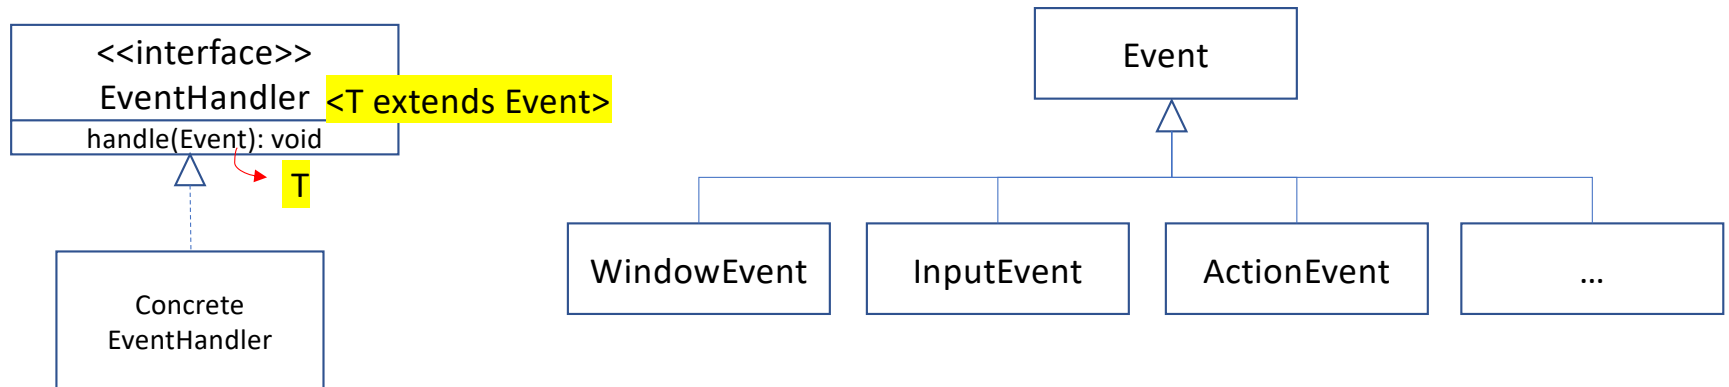 <<interface>>
EventHandler
<T extends Event>
handle(Event): void
T
Concrete
EventHandler
Event
WindowEvent
InputEvent
ActionEvent
...